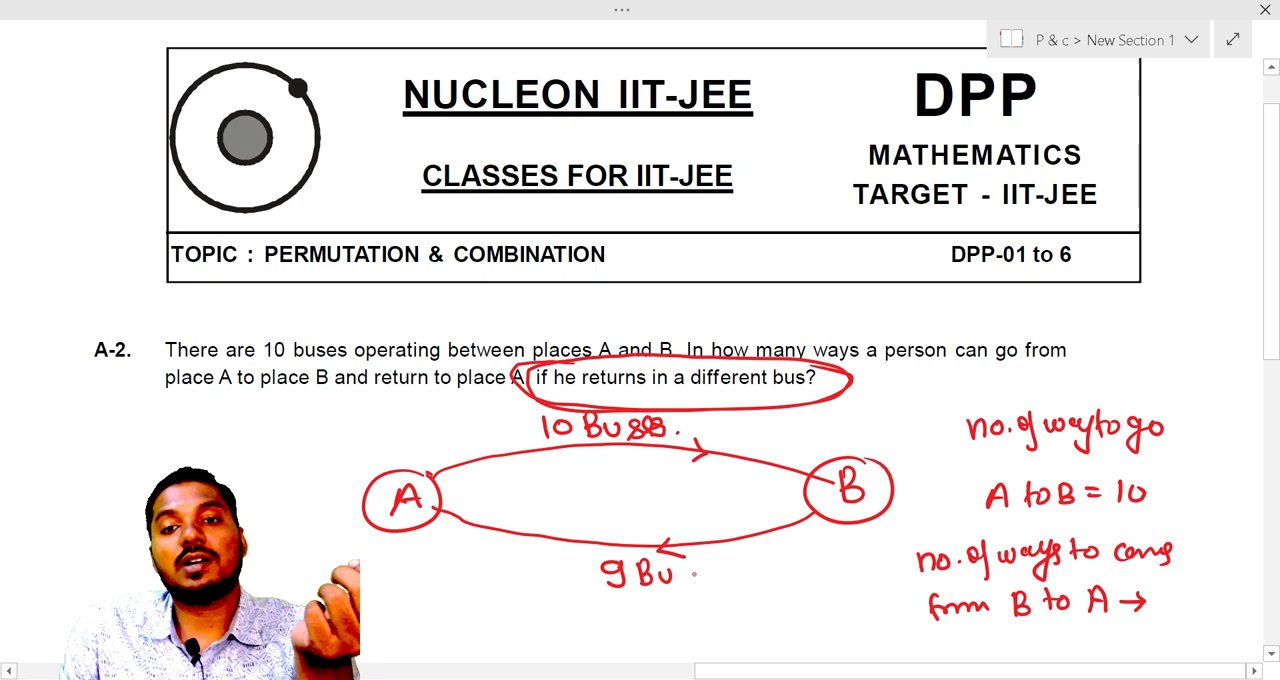 P & c > New Section 1
NUCLEON IIT-JEE
CLASSES FOR IIT-JEE
DPP
MATHEMATICS
TARGET - IIT-JEE
TOPIC : PERMUTATION & COMBINATION
DPP-01 to 6
A-2. There are 10 buses operating between places A and B. In how many ways a person can go from
place A to place B and return to place A, if he returns in a different bus?
10 Buses.
A
B
9 Bu
no. of way to go
A to B = 10
no. of ways to
from B to A →